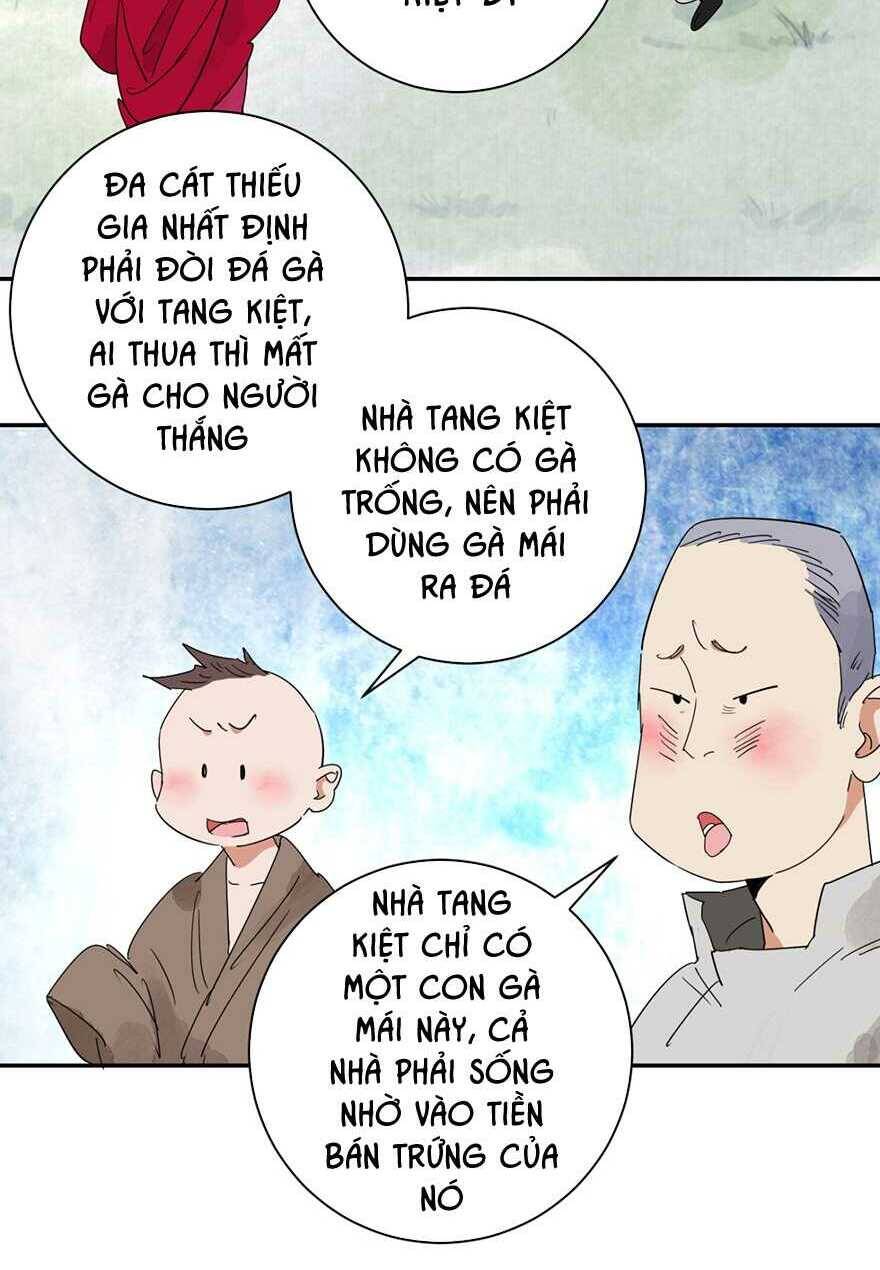 ĐA CÁT THIẾU
GIA NHẤT ĐỊNH
PHẢI ĐÒI ĐÁ GÀ
VỚI TANG KIỆT,
AI THUA THÌ MẤT
GÀ CHO NGƯỜI
THẮNG
NHÀ TANG KIỆT
KHÔNG CÓ GÀ
TRỐNG, NÊN PHẢI
DÙNG GÀ MÁI
RA ĐÁ
NHÀ TANG
KIỆT CHỈ CÓ
MỘT CON GÀ
MÁI NÀY, CẢ
NHÀ PHẢI SỐNG
NHỜ VÀO TIỀN
BÁN TRỨNG CỦA
NÓ